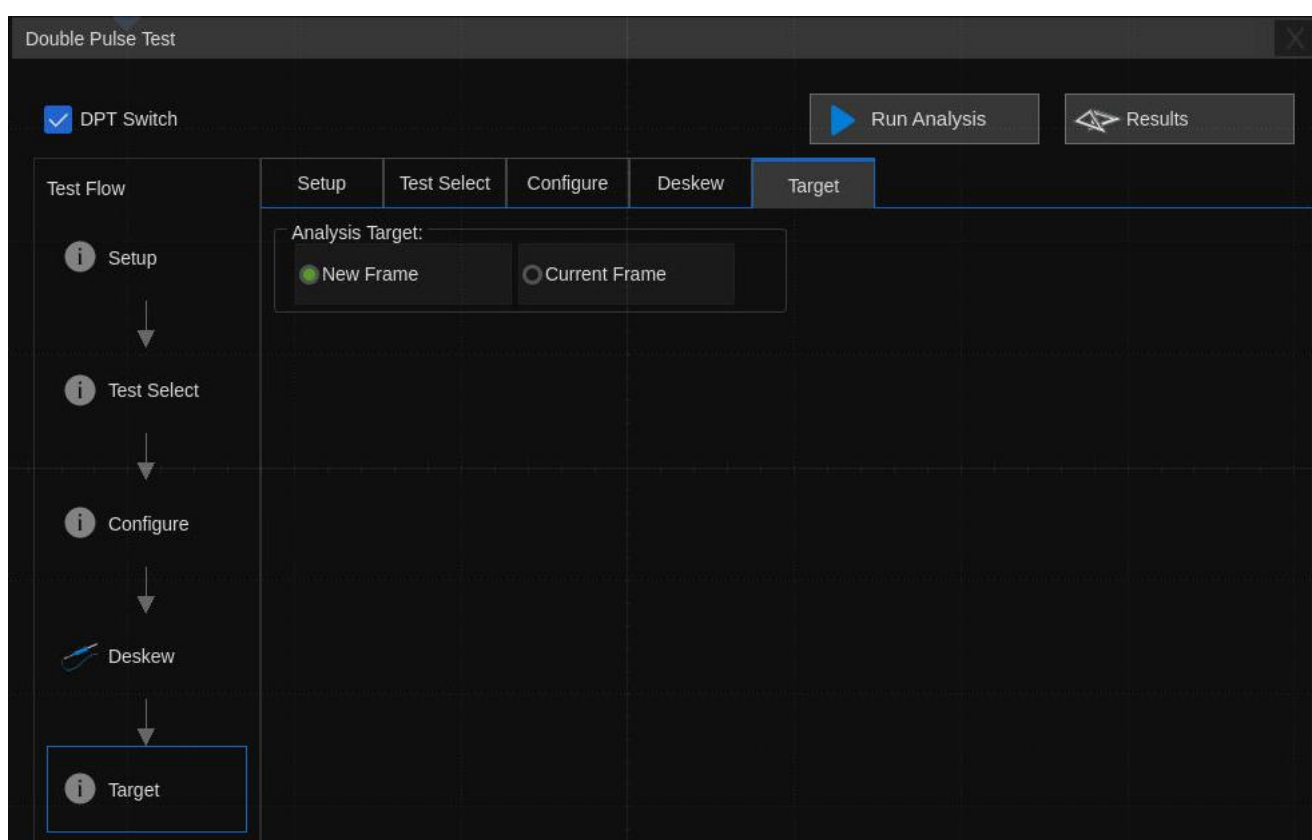 Double Pulse Test
X
DPT Switch
Run Analysis
Results
Test Flow
Setup
Test Select
Configure
Deskew
Target
Setup
Test Select
Configure
Deskew
Target
Analysis Target:
New Frame
Current Frame